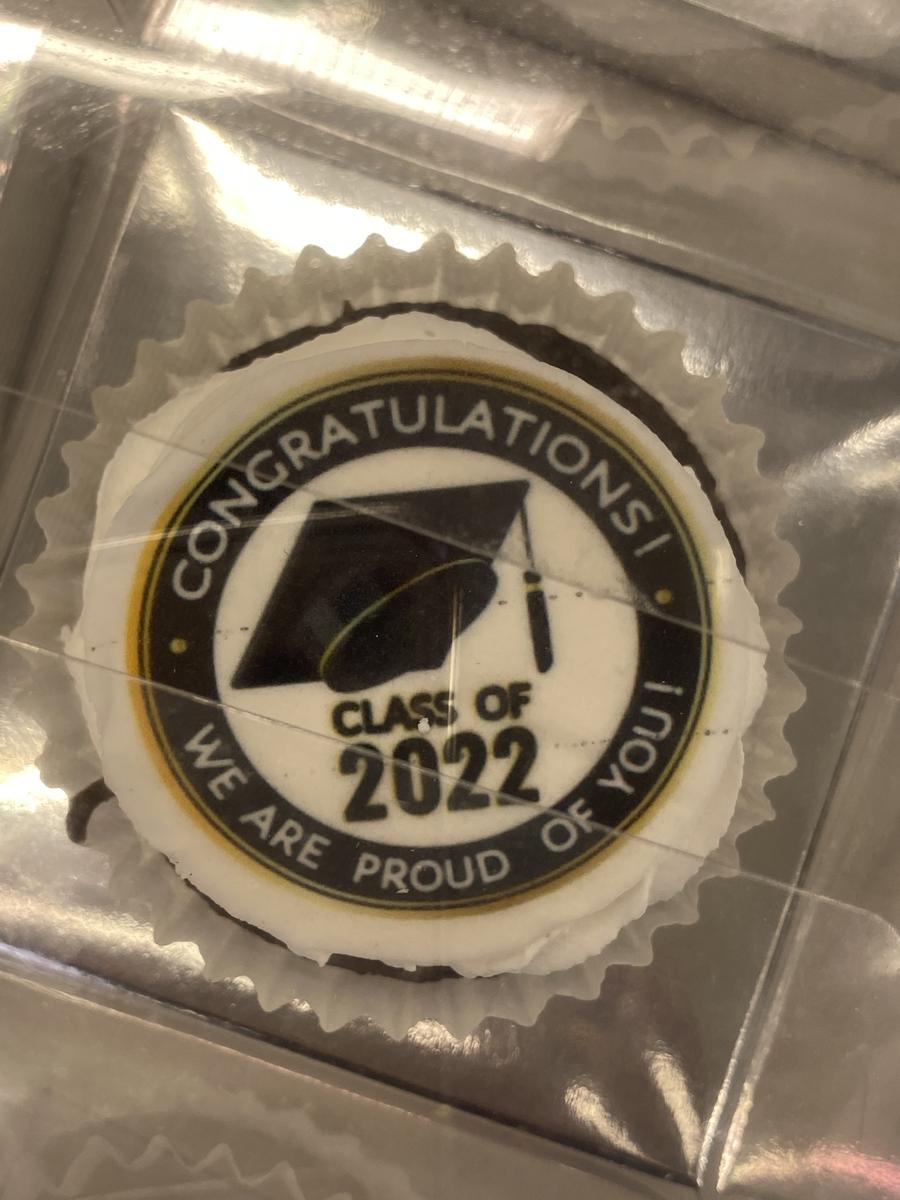 CONGRATULATIONS!
CLASS OF
2022
WE ARE PROUD OF YOU!